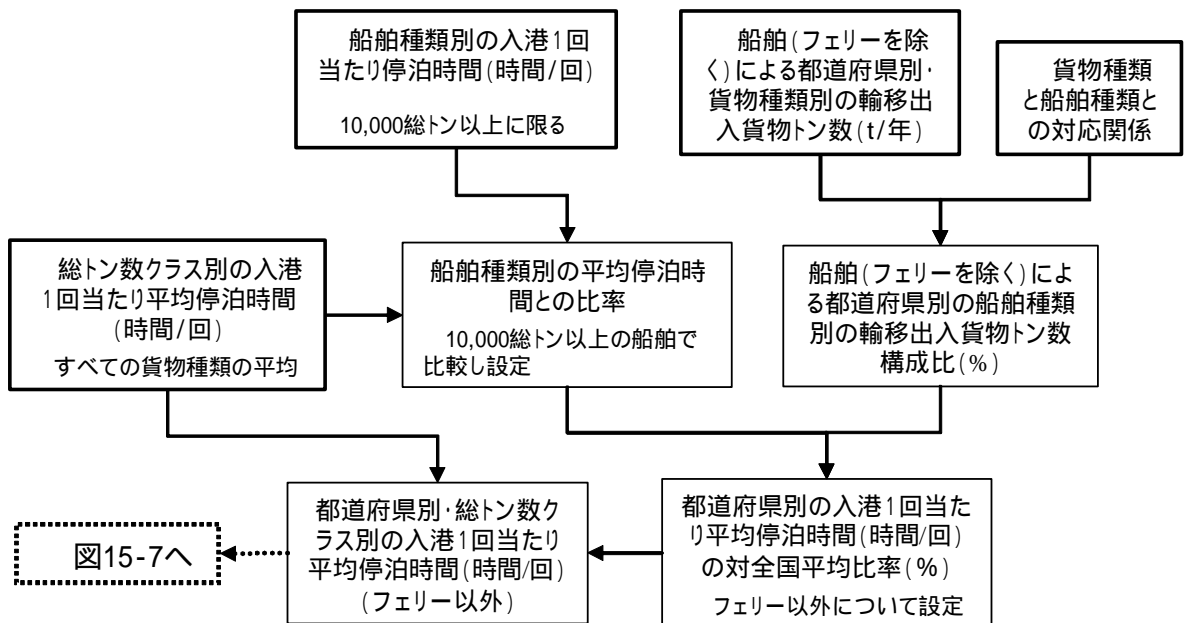 船舶種類別の入港1回
当たり停泊時間(時間/回)
10,000総トン以上に限る
船舶(フェリーを除
く)による都道府県別・
貨物種類別の輸移出
入貨物トン数(t/年)
貨物種類
と船舶種類と
の対応関係
総トン数クラス別の入港
1回当たり平均停泊時間
(時間/回)
すべての貨物種類の平均
船舶種類別の平均停泊時
間との比率
10,000総トン以上の船舶で
比較し設定
船舶(フェリーを除く)によ
る都道府県別の船舶種類
別の輸移出入貨物トン数
構成比(%)
図15-7へ
都道府県別・総トン数ク
ラス別の入港1回当たり
平均停泊時間(時間/回)
(フェリー以外)
都道府県別の入港1回当た
り平均停泊時間(時間/回)
の対全国平均比率(%)
フェリー以外について設定